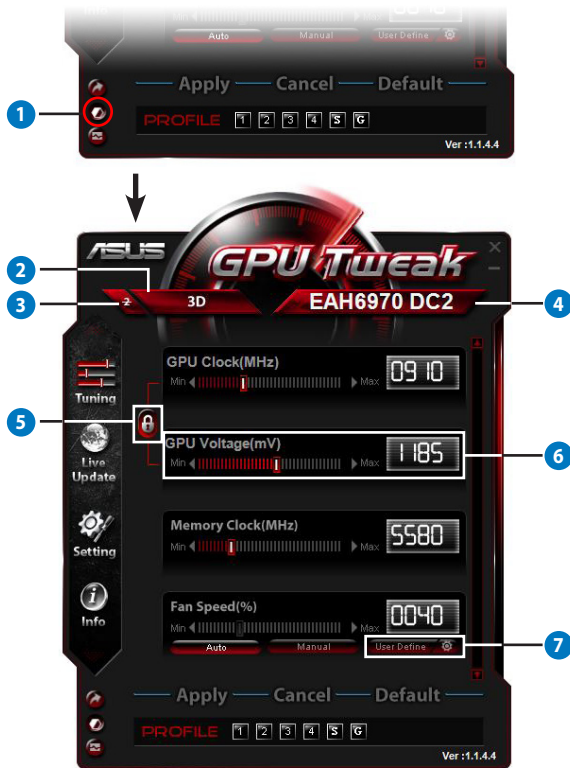 Auto Manual User Define
Apply Cancel Default
1
PROFILE 1 2 3 4 S G
Ver :1.1.4.4
ASUS
GPU Tweak
2
3
2 3D EAH6970 DC2
4
GPU Clock(MHz)
Min Max 0910
Tuning
5
GPU Voltage(mV)
Min Max 1185
6
Live
Update
Memory Clock(MHz)
Min Max 5580
Setting
Fan Speed(%)
Min Max 0040
Info
Auto Manual User Define
7
Apply Cancel Default
PROFILE 1 2 3 4 S G
Ver :1.1.4.4